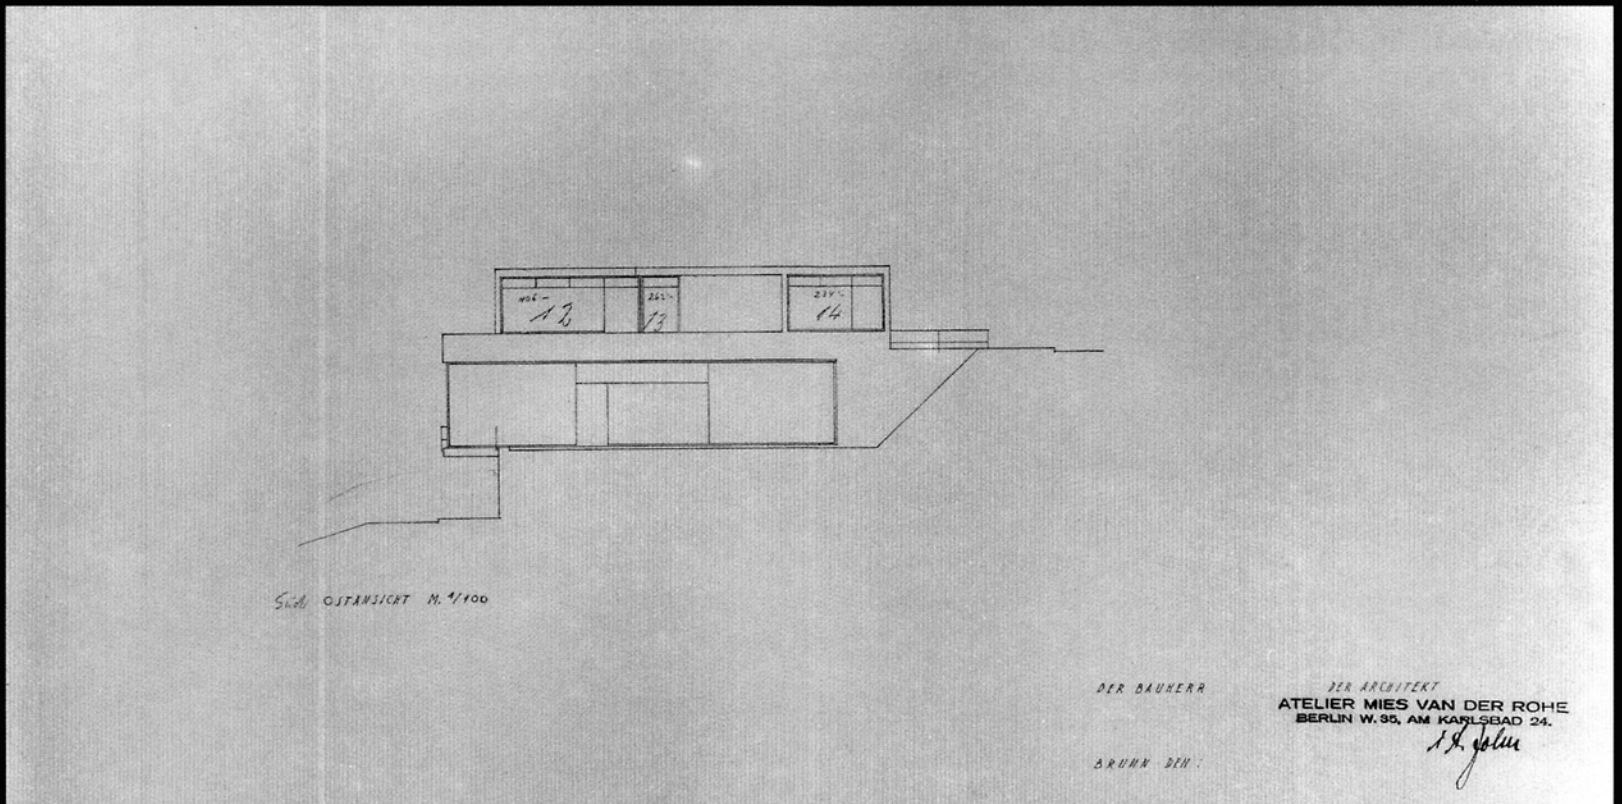 12
13
14
Süd OSTANSICHT M. 1/100
DER BAUHERR
DER ARCHITEKT
ATELIER MIES VAN DER ROHE
BERLIN W. 35, AM KARLSBAD 24.
BRUNN DEN: